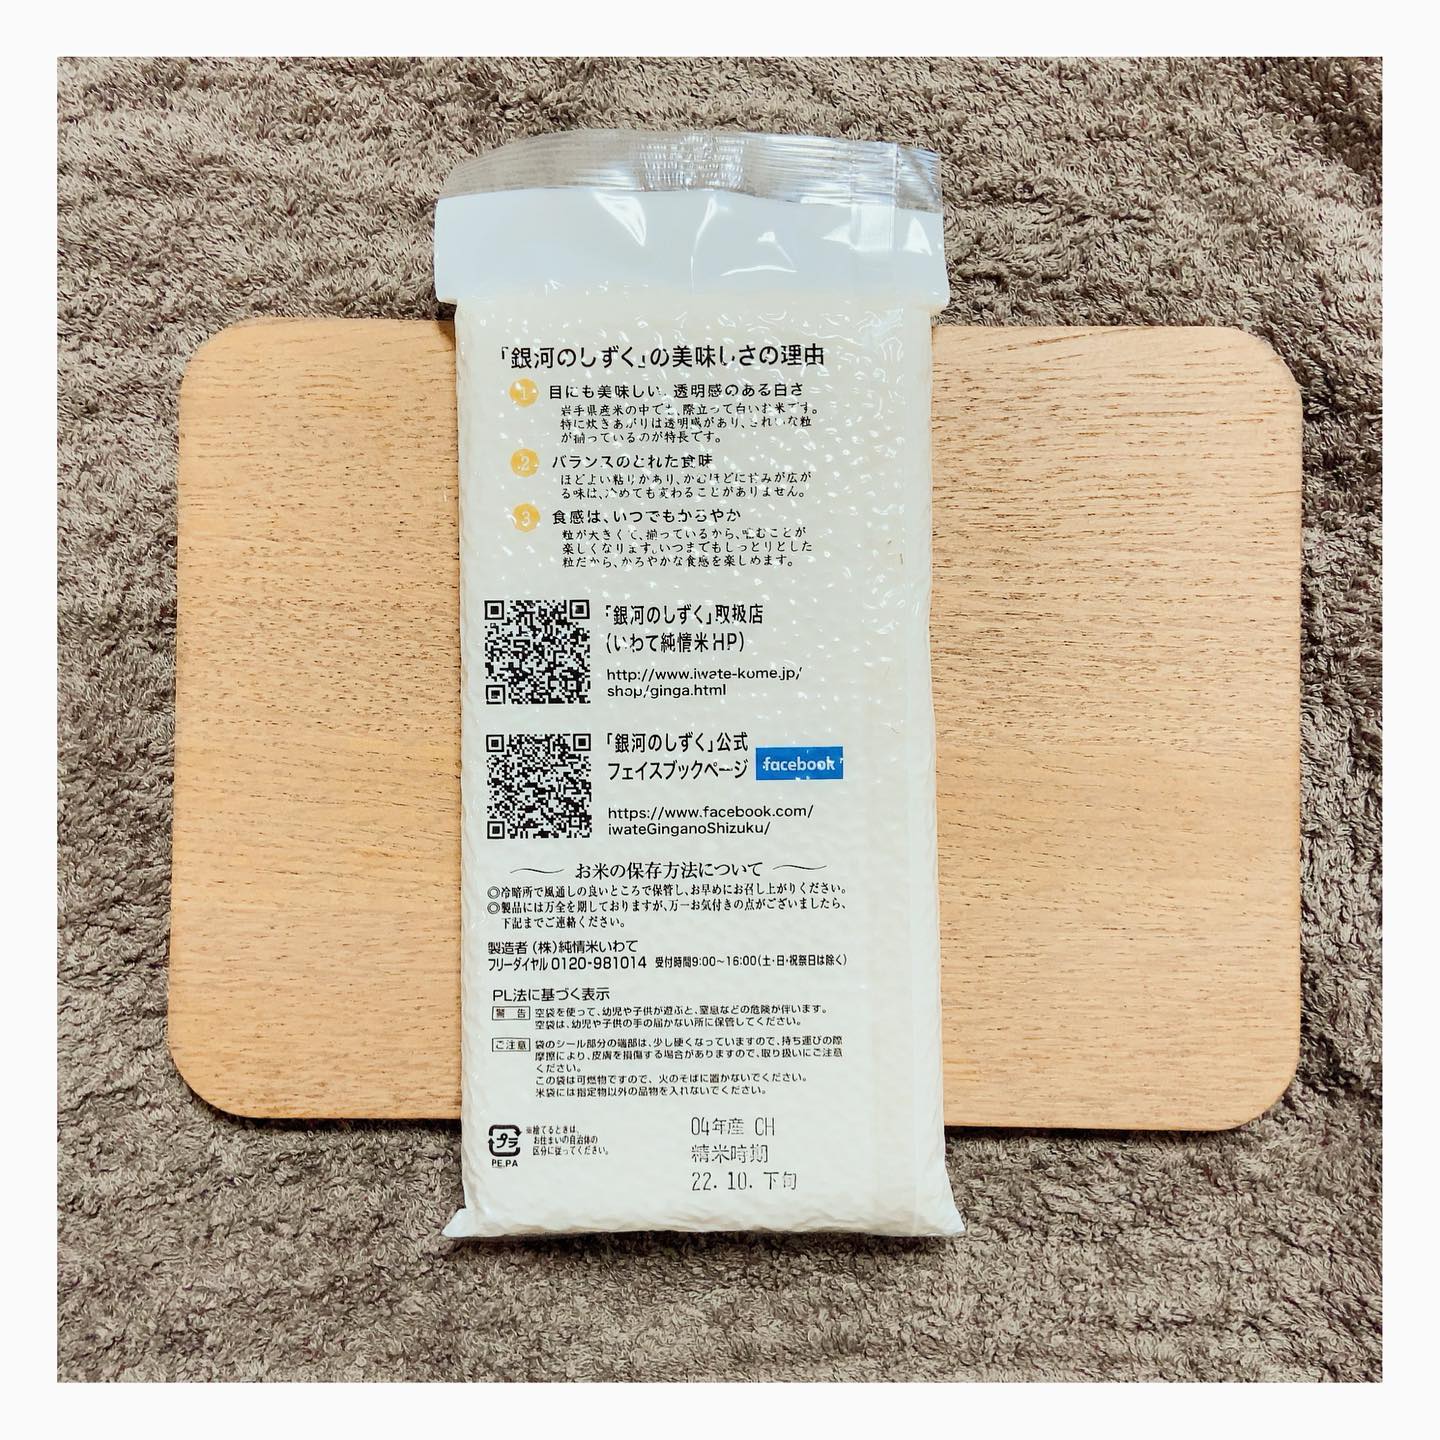 「銀河のしずく」の美味しさの理由
1 目にも美味しい、透明感のある白さ
岩手県産米の中でも、際立って白いお米です。
特に炊きあがりは透明感があり、きれいな粒
が揃っているのが特長です。
2 バランスのとれた食味
ほどよい粘りがあり、かむほどに甘みが広が
る味は、冷めても変わることがありません。
3 食感は、いつでもかろやか
粒が大きくて、揃っているから、噛むことが
楽しくなります。いつまでもしっとりとした
粒だから、かろやかな食感を楽しめます。
「銀河のしずく」取扱店
(いわて純情米HP)
http://www.iwate-kome.jp/
shop/ginga.html
「銀河のしずく」公式
フェイスブックページ facebook
https://www.facebook.com/
iwateGinganoShizuku/
お米の保存方法について
◎冷暗所で風通しの良いところで保管し、お早めにお召し上がりください。
◎製品には万全を期しておりますが、万一お気付きの点がございましたら、
下記までご連絡ください。
製造者(株)純情米いわて
フリーダイヤル0120-981014 受付時間9:00～16:00(土・日・祝祭日は除く)
PL法に基づく表示
警告 空袋を使って、幼児や子供が遊ぶと、窒息などの危険が伴います。
空袋は、幼児や子供の手の届かない所に保管してください。
ご注意 袋のシール部分の端部は、少し硬くなっていますので、持ち運びの際
摩擦により、皮膚を損傷する場合がありますので、取り扱いにご注意
ください。
この袋は可燃物ですので、火のそばに置かないでください。
米袋には指定物以外の品物を入れないでください。
プラ ※捨てるときは、
お住まいの自治体の
区分に従ってください。
PE,PA
04年産 CH
精米時期
22.10.下旬